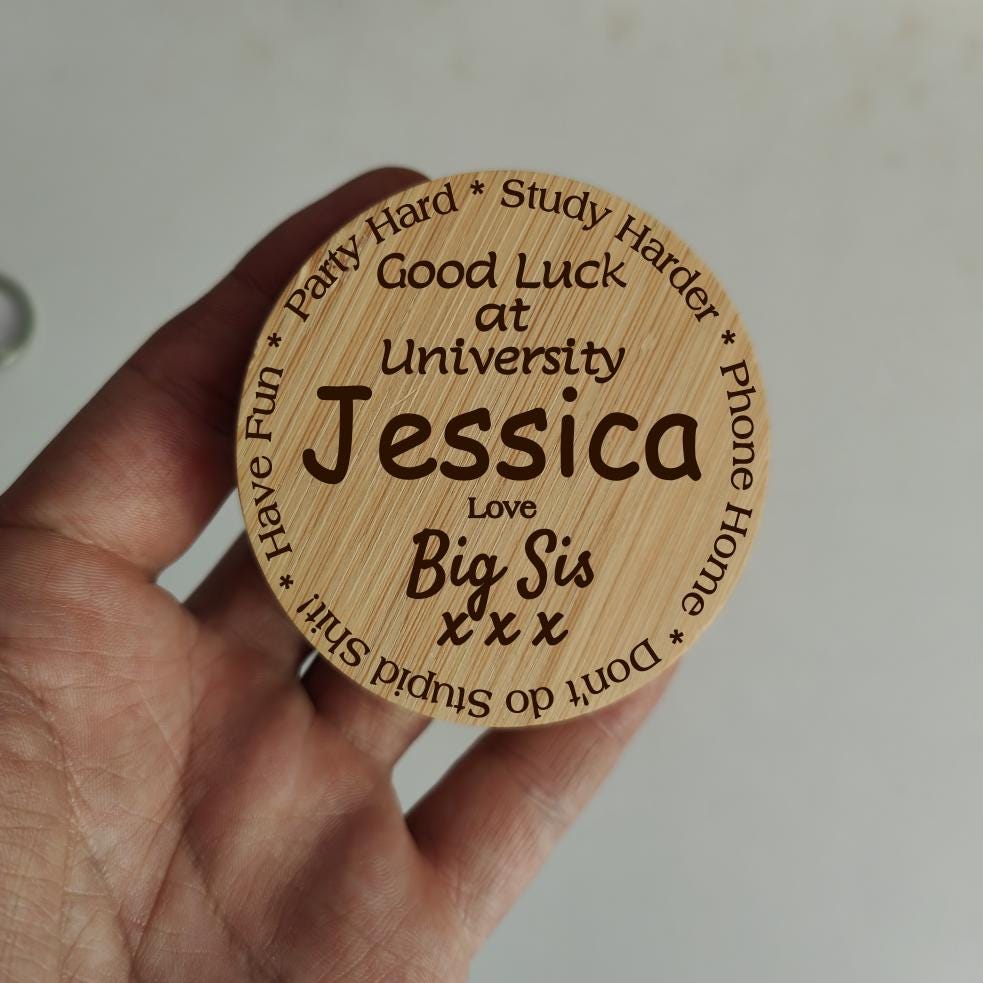 Good Luck
at
University
Jessica
Love
Big Sis
x x x
Have Fun * Party Hard * Study Harder * Phone Home * Don't do Stupid Shit! *